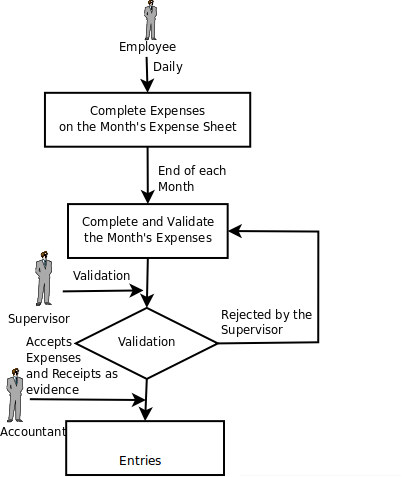 Employee
Daily
Complete Expenses
on the Month's Expense Sheet
End of each
Month
Complete and Validate
the Month's Expenses
Validation
Supervisor
Validation
Rejected by the
Supervisor
Accepts
Expenses
and Receipts as
evidence
Accountant
Entries